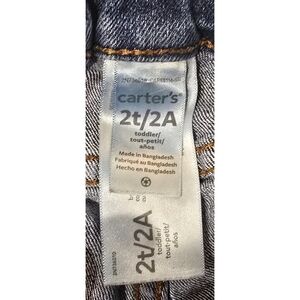 carter's
2t/2A
toddler/
tout-petit/
años
Made in Bangladesh
Fabriqué au Bangladesh
Hecho en Bangladesh
2t/2A
toddler/
tout-petit/
años